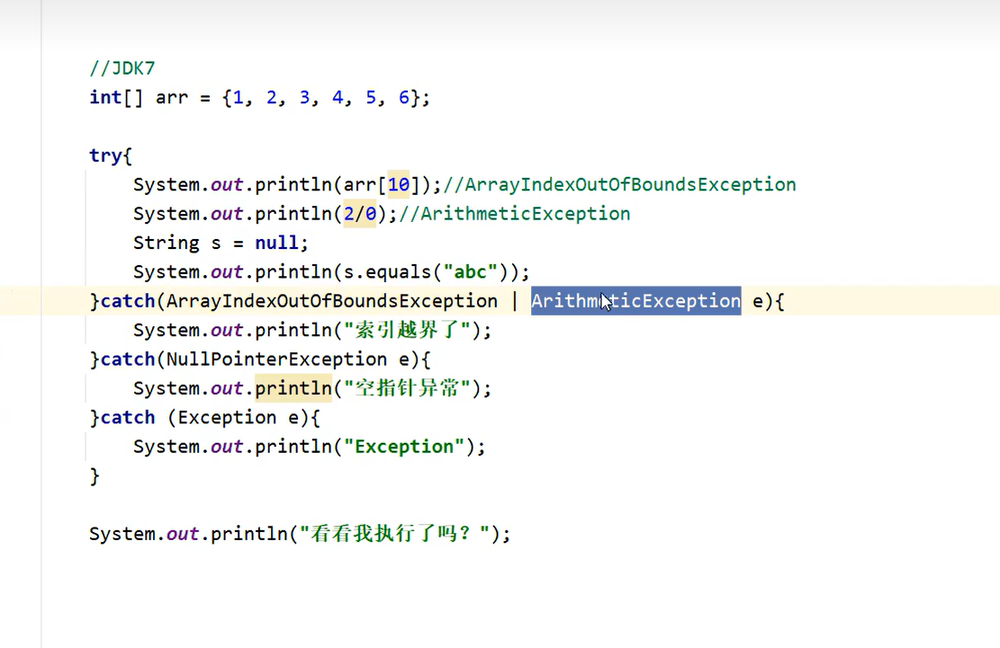 //JDK7
int[] arr = {1, 2, 3, 4, 5, 6};
try{
System.out.println(arr[10]);//ArrayIndexOutOfBoundsException
System.out.println(2/0);//ArithmeticException
String s = null;
System.out.println(s.equals("abc"));
}catch(ArrayIndexOutOfBoundsException | ArithmeticException e){
System.out.println("索引越界了");
}catch(NullPointerException e){
System.out.println("空指针异常");
}catch (Exception e){
System.out.println("Exception");
}
System.out.println("看看我执行了吗？");